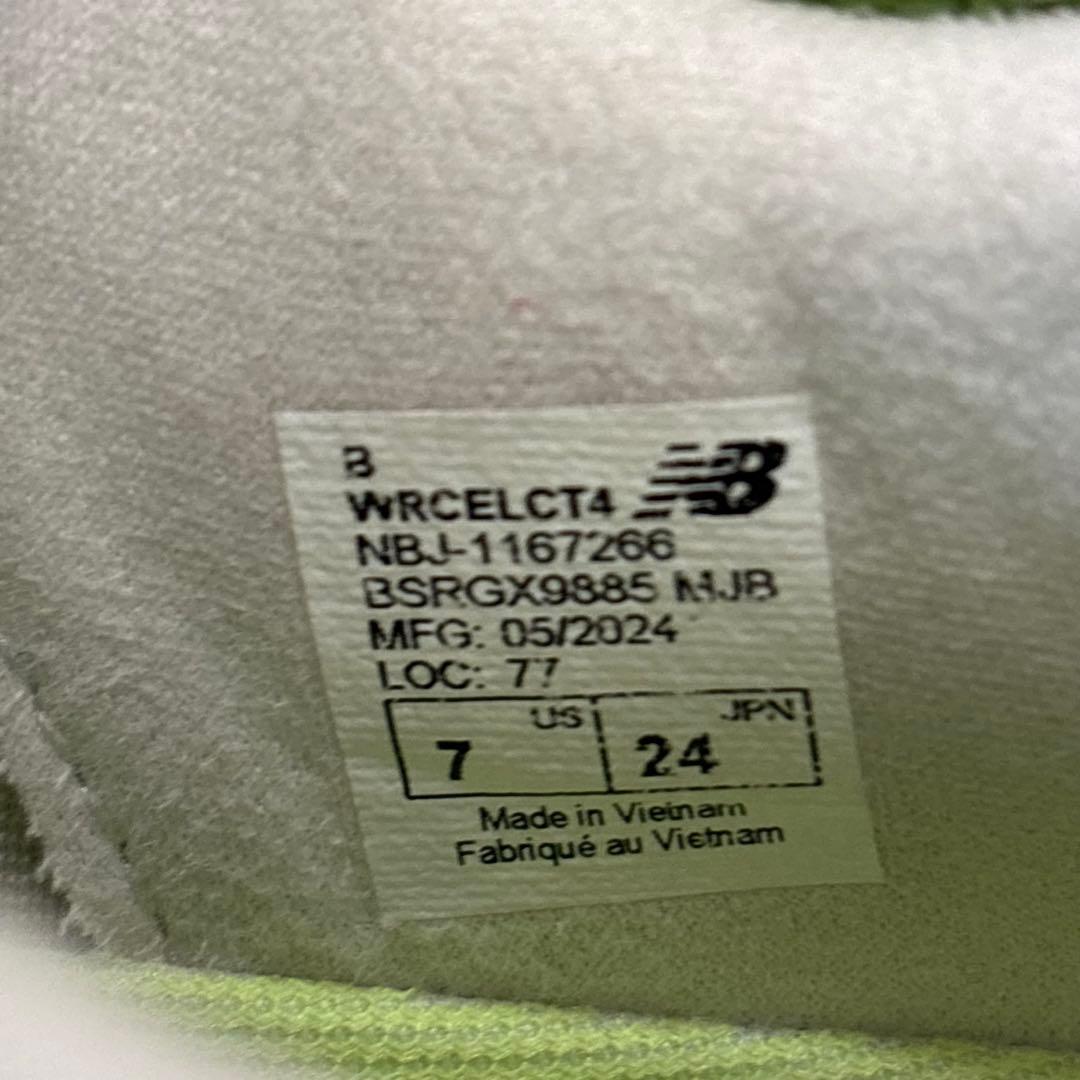 B
WRCELCT4 NB
NBJ-1167266
BSRGX9885 MJB
MFG: 05/2024
LOC: 77
US JPN
7 24
Made in Vietnam
Fabriqué au Vietnam